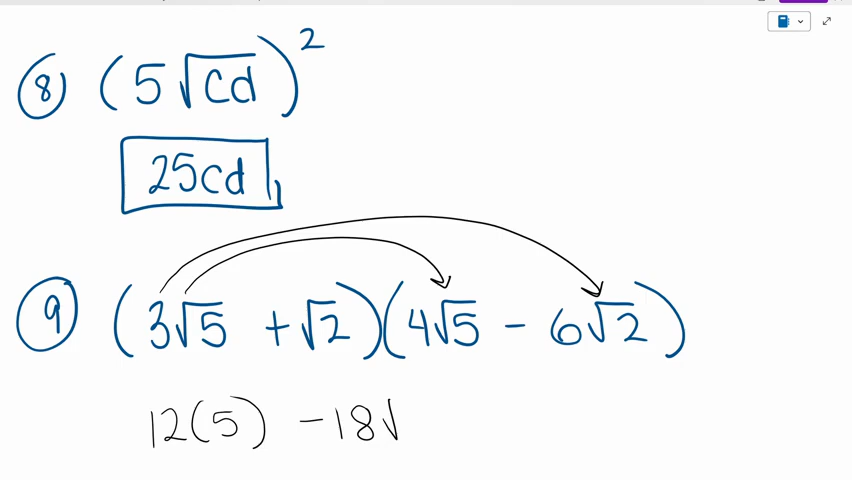 ⑧ (5√cd)²
25cd
⑨ (3√5 + √2)(4√5 − 6√2)
12(5) − 18√